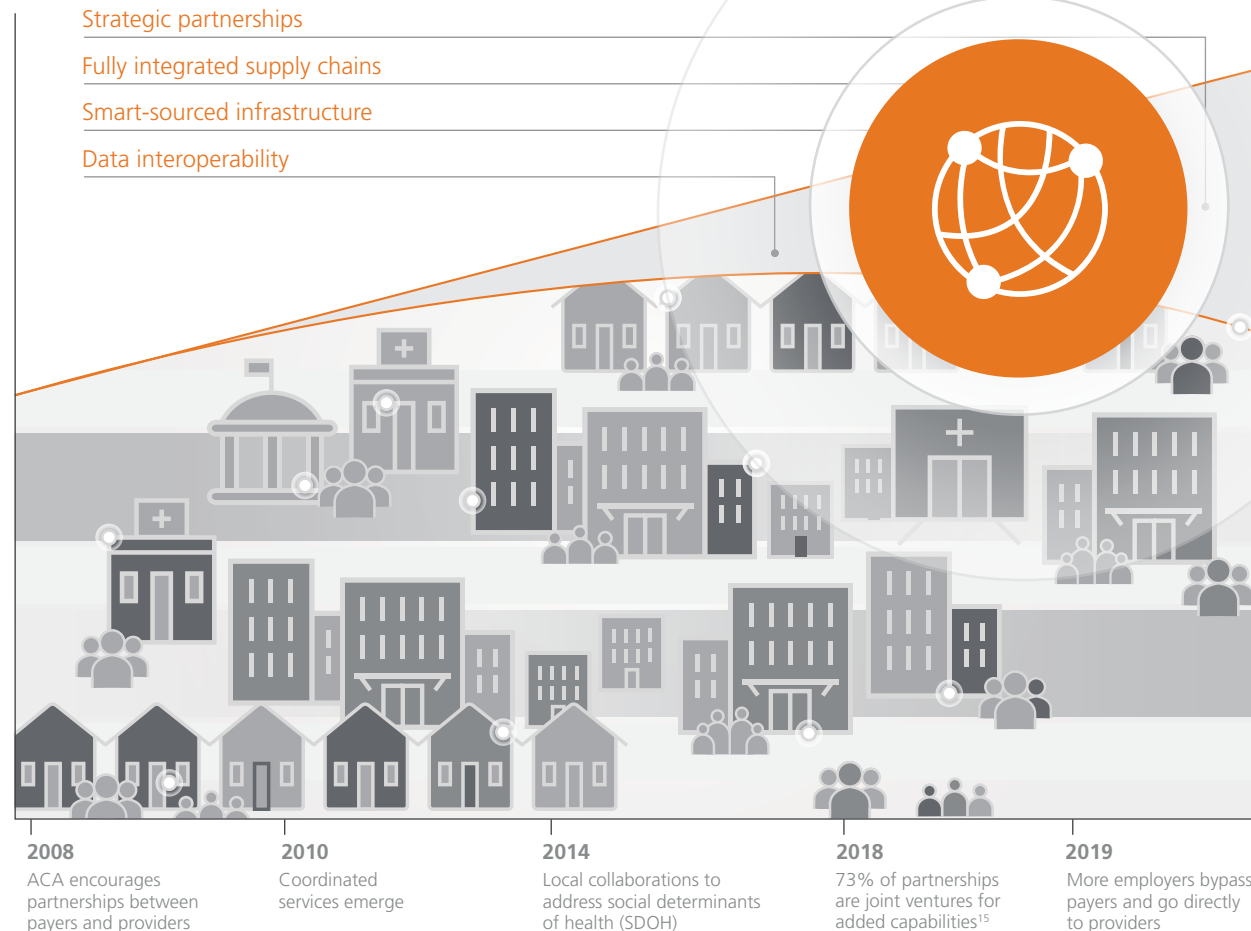 Strategic partnerships
Fully integrated supply chains
Smart-sourced infrastructure
Data interoperability
2008
ACA encourages
partnerships between
payers and providers
2010
Coordinated
services emerge
2014
Local collaborations to
address social determinants
of health (SDOH)
2018
73% of partnerships
are joint ventures for
added capabilities¹⁵
2019
More employers bypass
payers and go directly
to providers